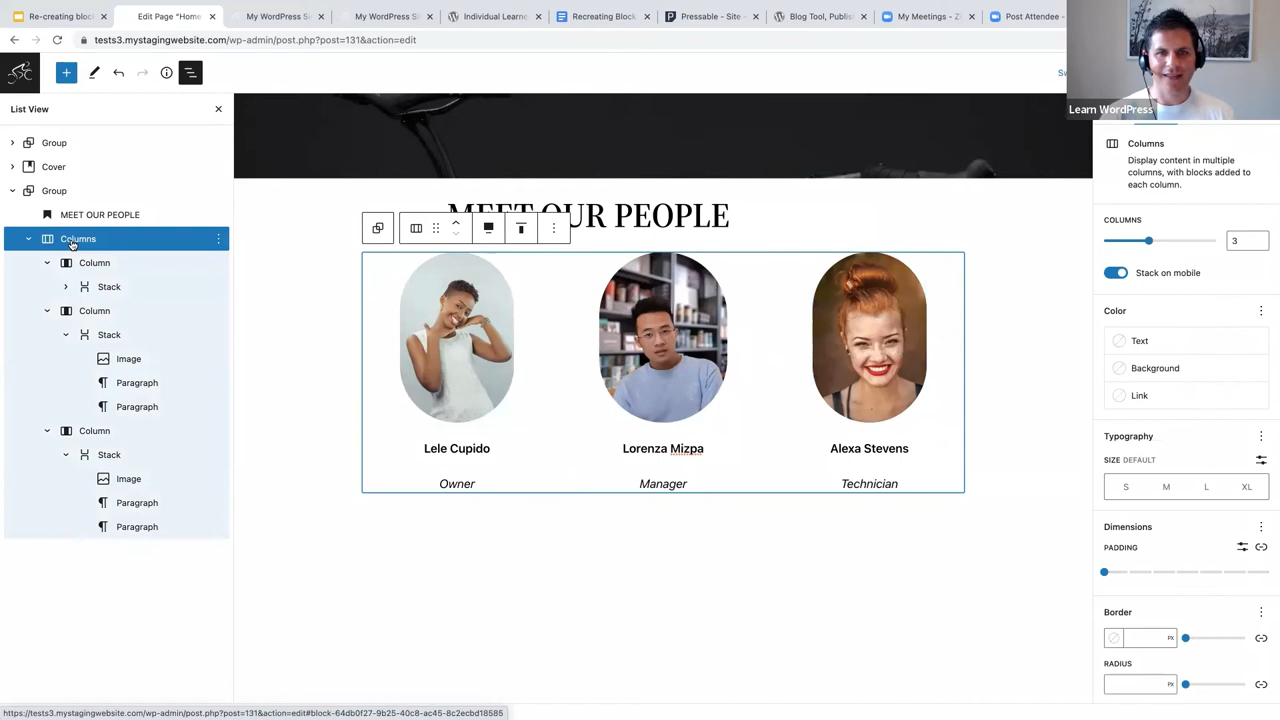 Re-creating block
Edit Page “Home
My WordPress Si
My WordPress Si
Individual Learne
Recreating Block
Pressable - Site
Blog Tool, Publis
My Meetings - Z
Post Attendee -
tests3.mystagingwebsite.com/wp-admin/post.php?post=131&action=edit
Learn WordPress
List View
Group
Cover
Group
MEET OUR PEOPLE
Columns
Column
Stack
Column
Stack
Image
Paragraph
Paragraph
Column
Stack
Image
Paragraph
Paragraph
MEET OUR PEOPLE
Lele Cupido
Lorenza Mizpa
Alexa Stevens
Owner
Manager
Technician
Columns
Display content in multiple
columns, with blocks added to
each column.
COLUMNS
3
Stack on mobile
Color
Text
Background
Link
Typography
SIZE DEFAULT
S
M
L
XL
Dimensions
PADDING
Border
PX
RADIUS
PX
https://tests3.mystagingwebsite.com/wp-admin/post.php?post=131&action=edit#block-64db0f27-9b25-40c8-ac45-8c2ecbd18585